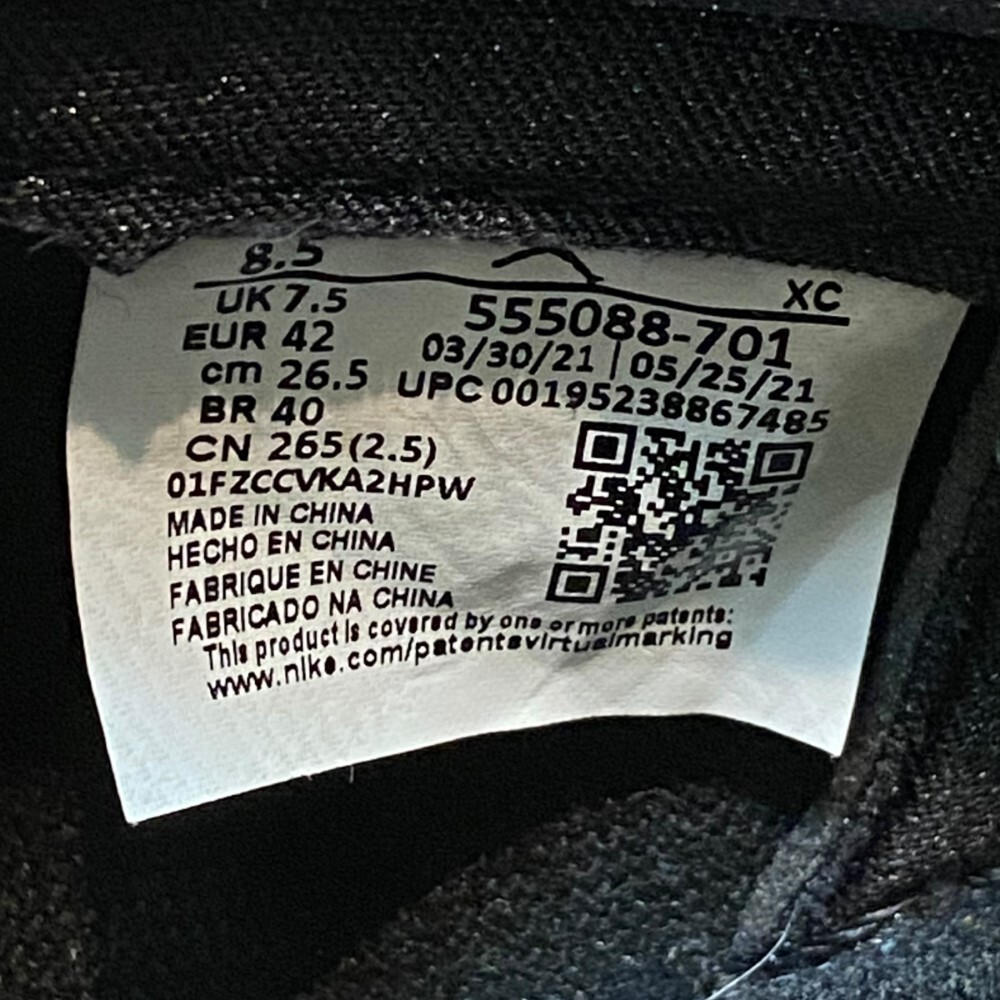 8.5
UK 7.5
EUR 42
cm 26.5
BR 40
CN 265(2.5)
XC
555088-701
03/30/21 | 05/25/21
UPC 00195238867485
01FZCCVKA2HPW
MADE IN CHINA
HECHO EN CHINA
FABRIQUE EN CHINE
FABRICADO NA CHINA
This product is covered by one or more patents:
www.nike.com/patentsvirtualmarking